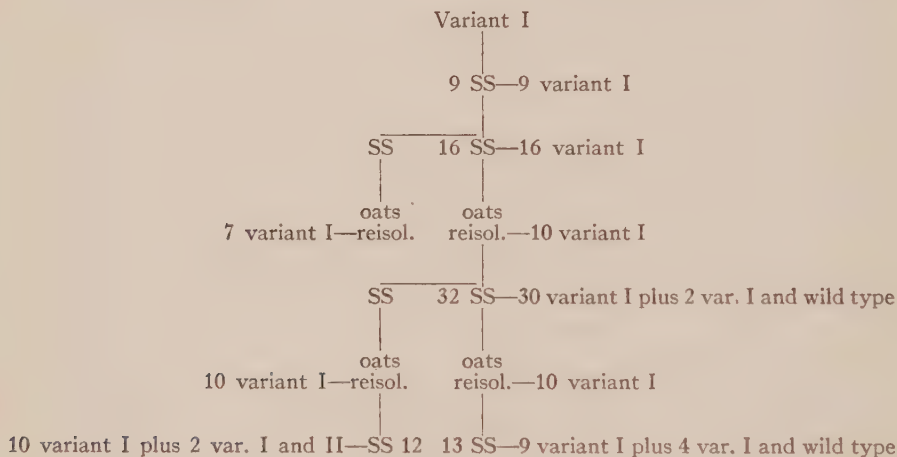 Variant I
9 SS—9 variant I
SS 16 SS—16 variant I
oats oats
7 variant I—reisol. reisol.—10 variant I
SS 32 SS—30 variant I plus 2 var. I and wild type
oats oats
10 variant I—reisol. reisol.—10 variant I
10 variant I plus 2 var. I and II—SS 12 13 SS—9 variant I plus 4 var. I and wild type